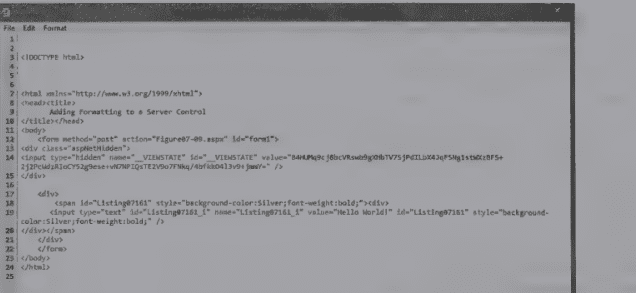 File Edit Format
1
2
3 <!DOCTYPE html>
4
5
6
7 <html xmlns="http://www.w3.org/1999/xhtml">
8 <head><title>
9 Adding Formatting to a Server Control
10 </title></head>
11 <body>
12 <form method="post" action="Figure07-09.aspx" id="form1">
13 <div class="aspNetHidden">
14 <input type="hidden" name="__VIEWSTATE" id="__VIEWSTATE" value=
15 </div>
16
17 <div>
18 <span id="Listing07161" style="background-color:Silver;font-weight:bold;"><div>
19 <input type="text" id="Listing07161_i" name="Listing07161_i" value="Hello World!" id="Listing07161" style="background-
color:Silver;font-weight:bold;" />
20 </div></span>
21 </div>
22 </form>
23 </body>
24 </html>
25